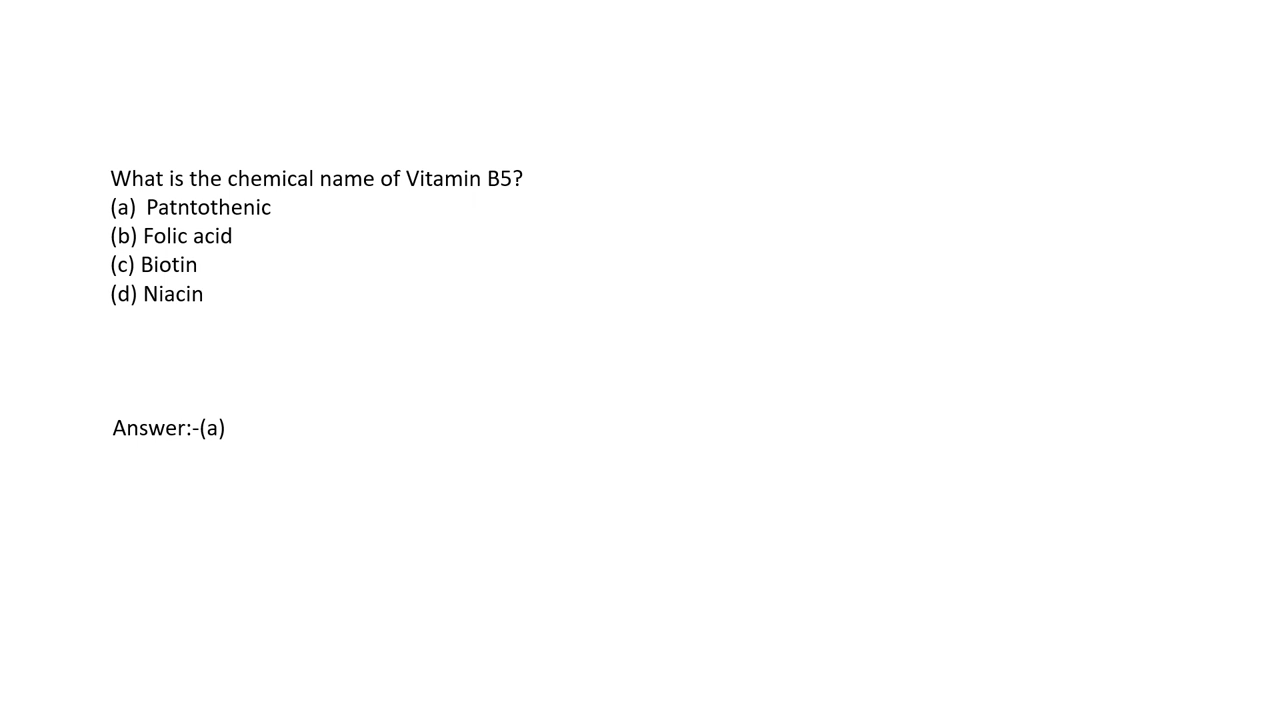 What is the chemical name of Vitamin B5?
(a) Patntothenic
(b) Folic acid
(c) Biotin
(d) Niacin
Answer:-(a)